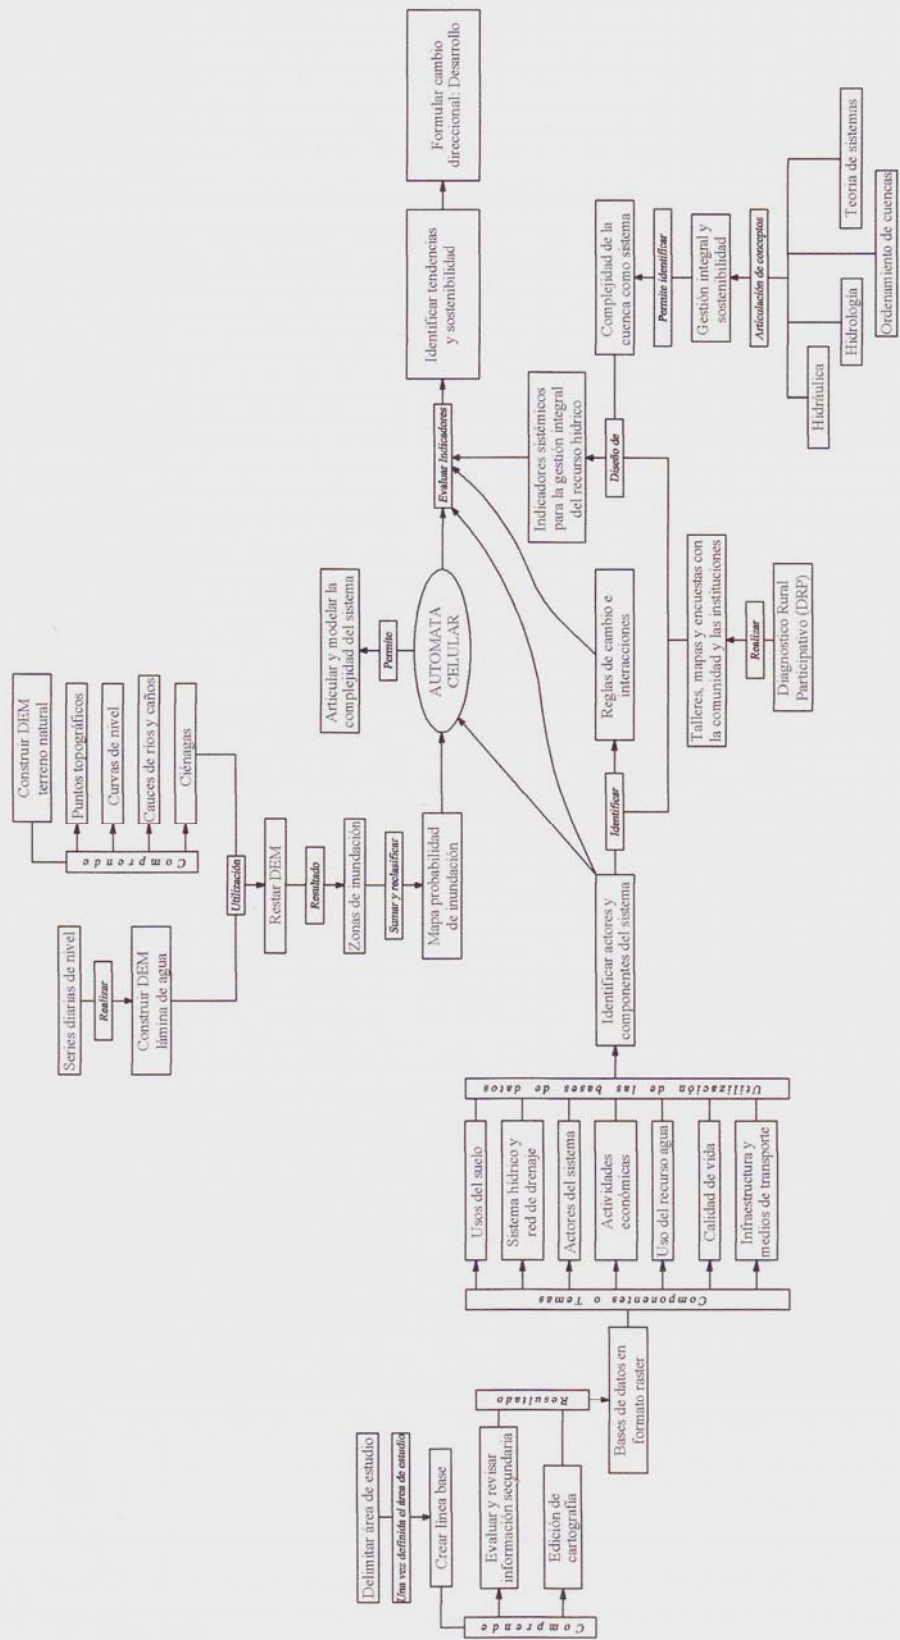 Delimitar área de estudio
Una vez definida el área de estudio
Crear línea base
Comprende
Evaluar y revisar
información secundaria
Edición de
cartografía
Resultado
Bases de datos en
formato raster
Componentes o Temas
Usos del suelo
Sistema hídrico y
red de drenaje
Actores del sistema
Actividades
económicas
Uso del recurso agua
Calidad de vida
Infraestructura y
medios de transporte
Utilización de las bases de datos
Identificar actores y
componentes del sistema
Identificar
Reglas de cambio e
interacciones
Series diarias de nivel
Realizar
Construir DEM
lámina de agua
Construir DEM
terreno natural
Comprende
Puntos topográficos
Curvas de nivel
Cauces de ríos y caños
Ciénagas
Utilización
Restar DEM
Resultado
Zonas de inundación
Sumar y reclasificar
Mapa probabilidad
de inundación
AUTOMATA
CELULAR
Permite
Articular y modelar la
complejidad del sistema
Evaluar Indicadores
Identificar tendencias
y sostenibilidad
Formular cambio
direccional: Desarrollo
Indicadores sistémicos
para la gestión integral
del recurso hídrico
Diseño de
Complejidad de la
cuenca como sistema
Permite identificar
Gestión integral y
sostenibilidad
Articulación de conceptos
Hidráulica
Hidrología
Ordenamiento de cuencas
Teoría de sistemas
Talleres, mapas y encuestas con
la comunidad y las instituciones
Realizar
Diagnostico Rural
Participativo (DRP)